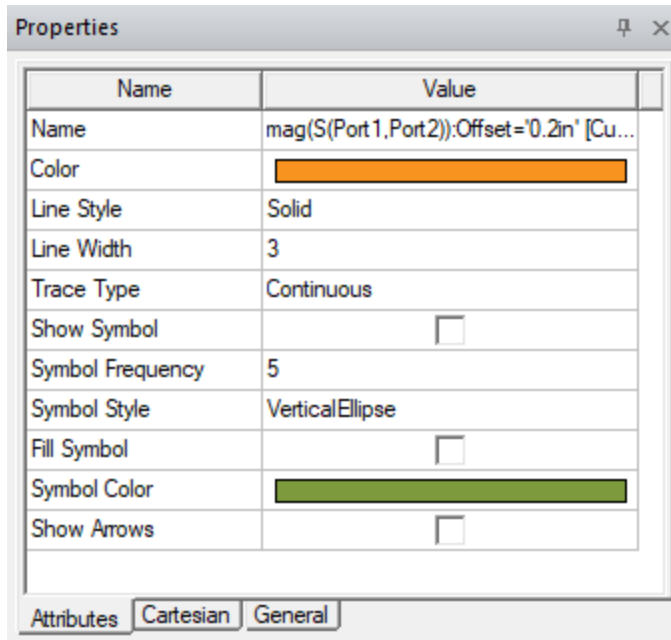 Properties
Name Value
Name mag(S(Port1,Port2)):Offset='0.2in' [Cu...
Color
Line Style Solid
Line Width 3
Trace Type Continuous
Show Symbol
Symbol Frequency 5
Symbol Style VerticalEllipse
Fill Symbol
Symbol Color
Show Arrows
Attributes Cartesian General